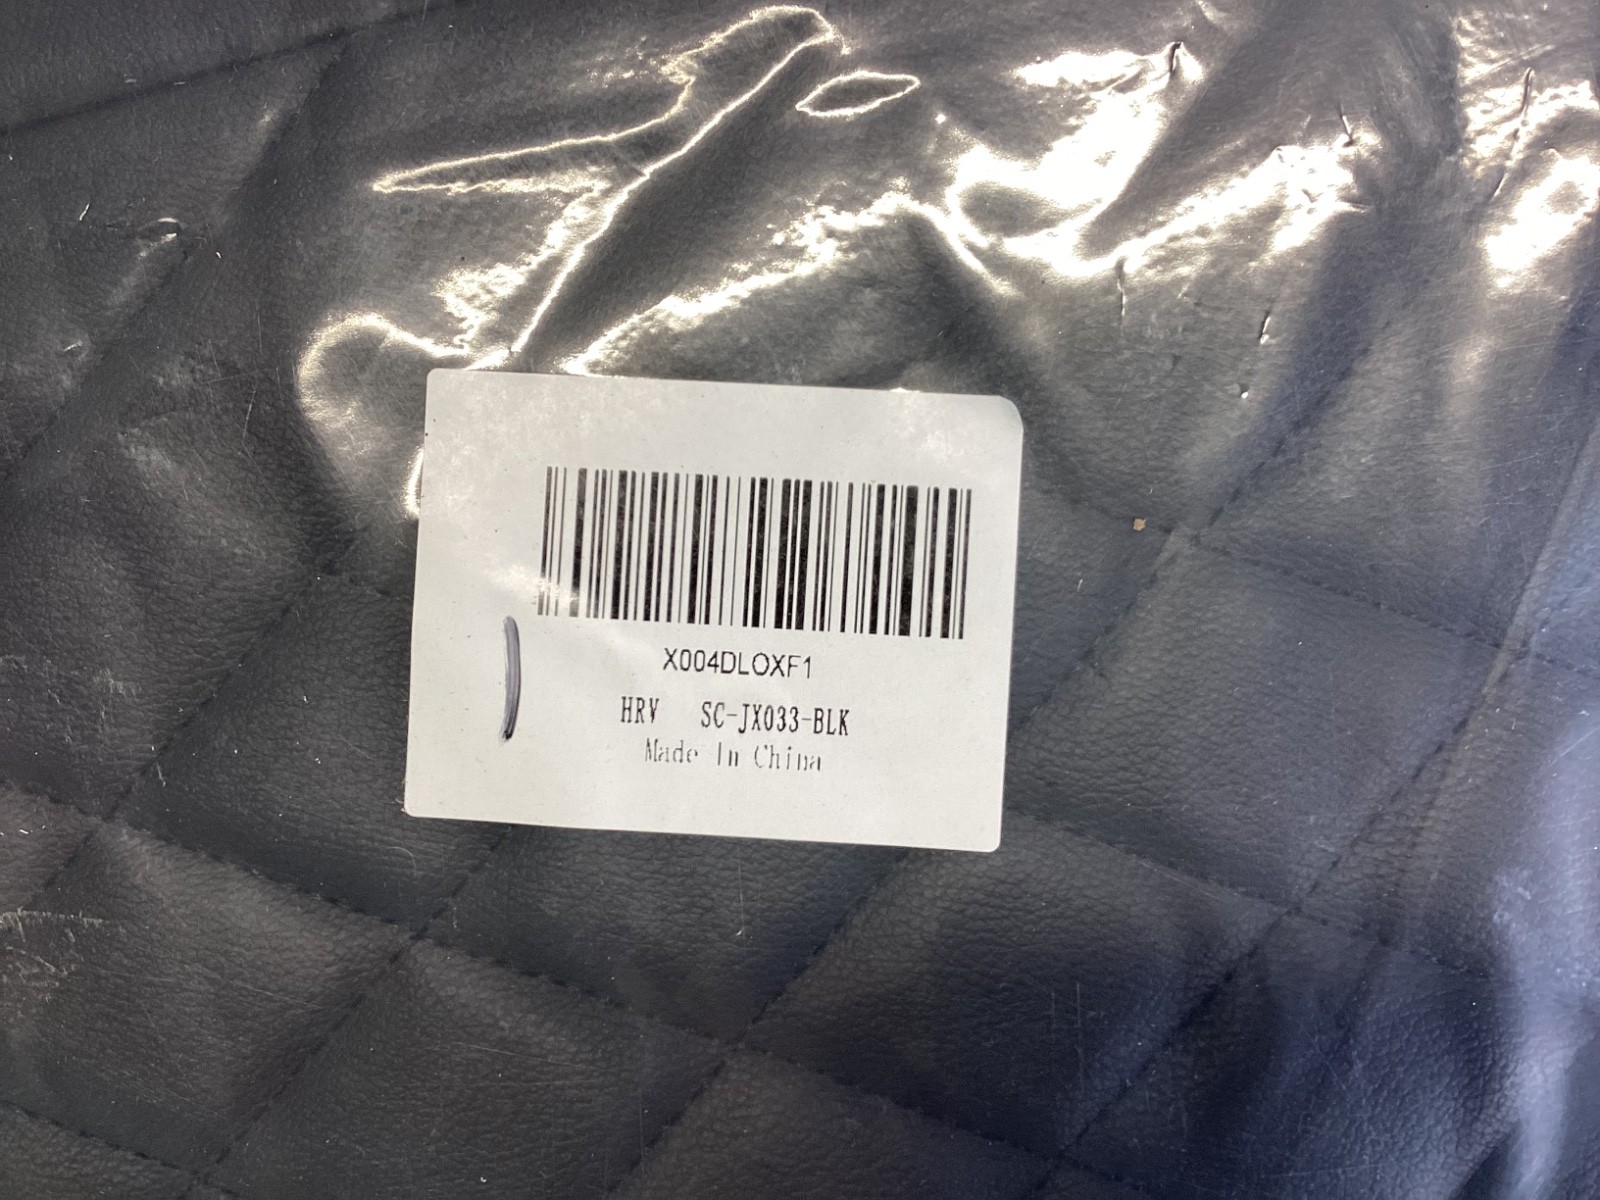 X004DLOXF1
HRV SC-JX033-BLK
Made In China